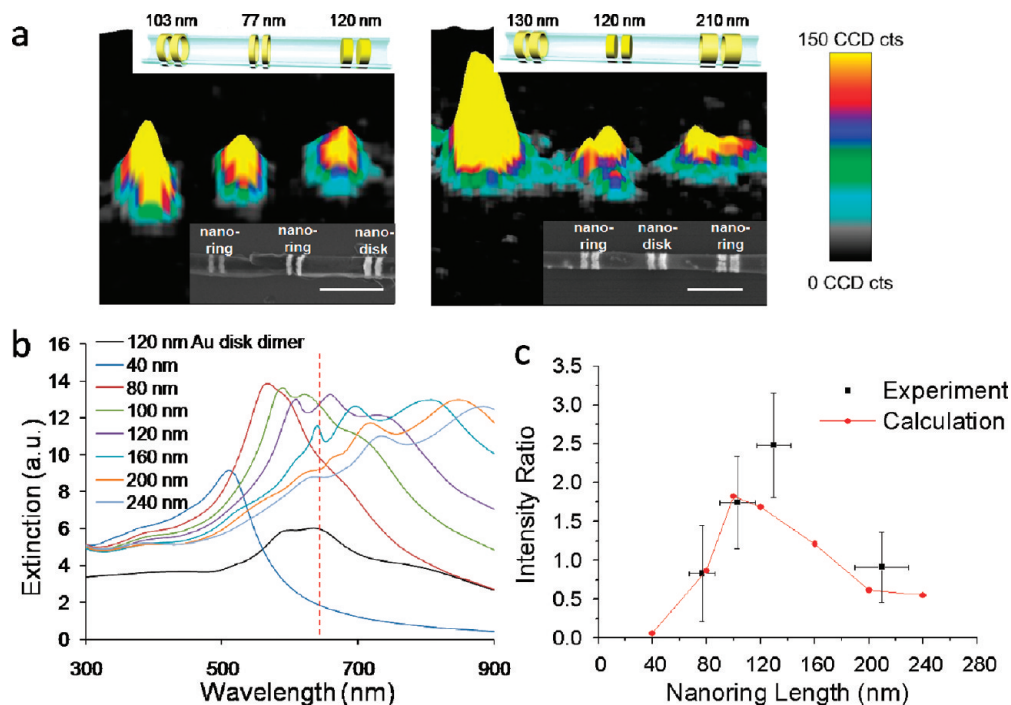 a
103 nm 77 nm 120 nm
130 nm 120 nm 210 nm
150 CCD cts
0 CCD cts
nano-
ring
nano-
ring
nano-
disk
nano-
ring
nano-
disk
nano-
ring
b
16
14
12
10
8
6
4
2
0
Extinction (a.u.)
120 nm Au disk dimer
40 nm
80 nm
100 nm
120 nm
160 nm
200 nm
240 nm
300 500 700 900
Wavelength (nm)
c
3.5
3.0
2.5
2.0
1.5
1.0
0.5
0.0
Intensity Ratio
Experiment
Calculation
0 40 80 120 160 200 240 280
Nanoring Length (nm)